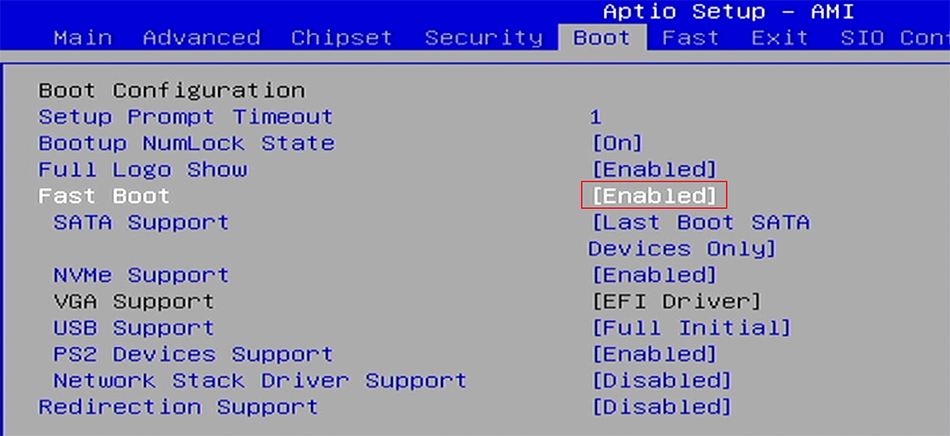 Aptio Setup - AMI
Main Advanced Chipset Security Boot Fast Exit SIO Con
Boot Configuration
Setup Prompt Timeout 1
Bootup NumLock State [On]
Full Logo Show [Enabled]
Fast Boot [Enabled]
SATA Support [Last Boot SATA
Devices Only]
NVMe Support [Enabled]
VGA Support [EFI Driver]
USB Support [Full Initial]
PS2 Devices Support [Enabled]
Network Stack Driver Support [Disabled]
Redirection Support [Disabled]